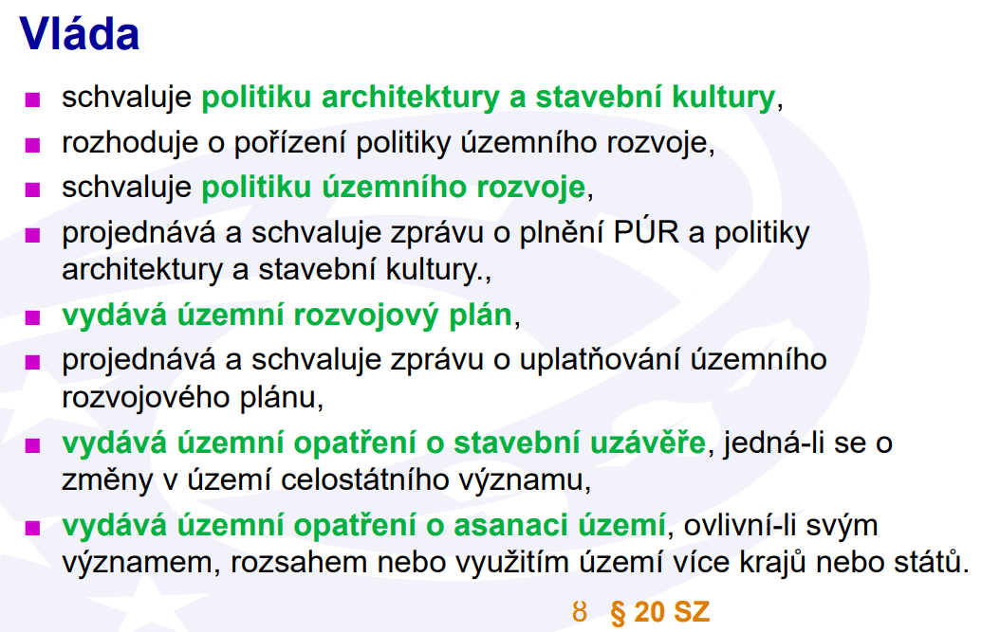 Vláda
■ schvaluje politiku architektury a stavební kultury,
■ rozhoduje o pořízení politiky územního rozvoje,
■ schvaluje politiku územního rozvoje,
■ projednává a schvaluje zprávu o plnění PÚR a politiky
architektury a stavební kultury.,
■ vydává územní rozvojový plán,
■ projednává a schvaluje zprávu o uplatňování územního
rozvojového plánu,
■ vydává územní opatření o stavební uzávěře, jedná-li se o
změny v území celostátního významu,
■ vydává územní opatření o asanaci území, ovlivní-li svým
významem, rozsahem nebo využitím území více krajů nebo států.
8 § 20 SZ